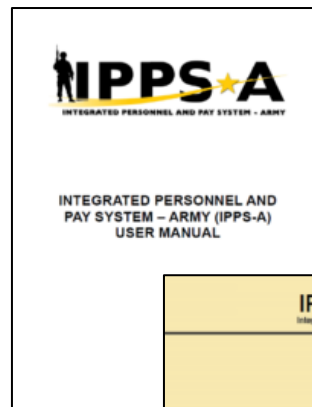 IPPS-A
INTEGRATED PERSONNEL AND PAY SYSTEM - ARMY
INTEGRATED PERSONNEL AND
PAY SYSTEM – ARMY (IPPS-A)
USER MANUAL